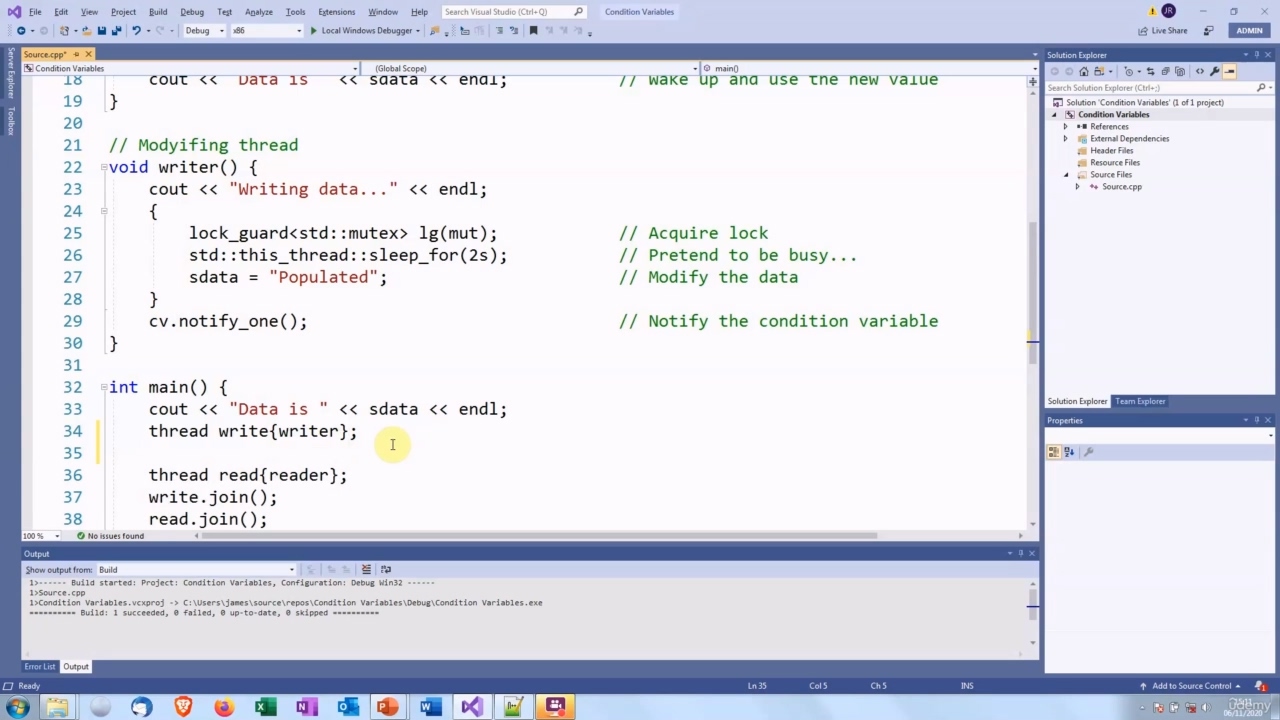 File Edit View Project Build Debug Test Analyze Tools Extensions Window Help Search Visual Studio (Ctrl+Q) Condition Variables JR
Debug x86 Local Windows Debugger Live Share ADMIN
Server Explorer
Toolbox
Source.cpp*
Condition Variables (Global Scope) main()
18 cout << "Data is " << sdata << endl; // Wake up and use the new value
19 }
20
21 // Modyifing thread
22 void writer() {
23 cout << "Writing data..." << endl;
24 {
25 lock_guard<std::mutex> lg(mut); // Acquire lock
26 std::this_thread::sleep_for(2s); // Pretend to be busy...
27 sdata = "Populated"; // Modify the data
28 }
29 cv.notify_one(); // Notify the condition variable
30 }
31
32 int main() {
33 cout << "Data is " << sdata << endl;
34 thread write{writer};
35
36 thread read{reader};
37 write.join();
38 read.join();
100 % No issues found
Output
Show output from: Build
1>------ Build started: Project: Condition Variables, Configuration: Debug Win32 ------
1>Source.cpp
1>Condition Variables.vcxproj -> C:\Users\james\source\repos\Condition Variables\Debug\Condition Variables.exe
========== Build: 1 succeeded, 0 failed, 0 up-to-date, 0 skipped ==========
Error List Output
Solution Explorer
Search Solution Explorer (Ctrl+;)
Solution 'Condition Variables' (1 of 1 project)
Condition Variables
References
External Dependencies
Header Files
Resource Files
Source Files
Source.cpp
Solution Explorer Team Explorer
Properties
Ready Ln 35 Col 5 Ch 5 INS Add to Source Control 1
15:11
06/11/2020
udemy